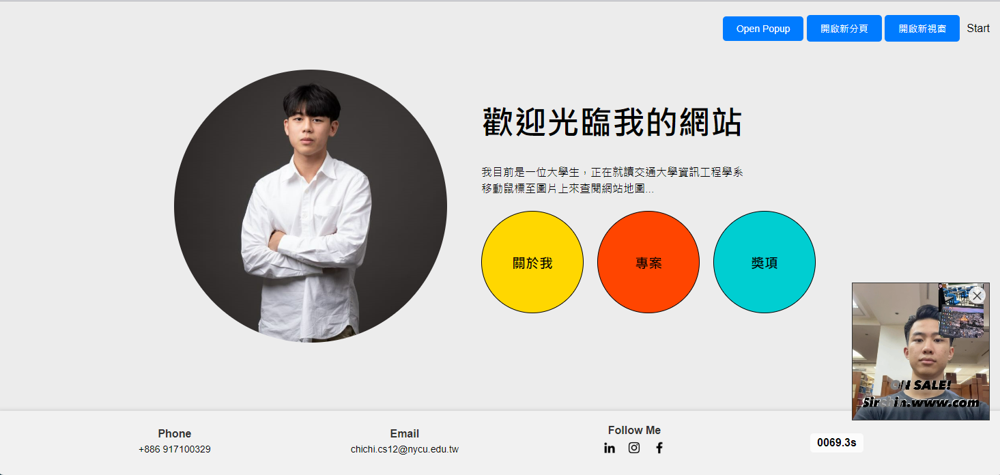 Open Popup
開啟新分頁
開啟新視窗
Start
歡迎光臨我的網站
我目前是一位大學生，正在就讀交通大學資訊工程學系
移動鼠標至圖片上來查閱網站地圖...
關於我
專案
獎項
ON SALE!
Sirshin.www.com
Phone
+886 917100329
Email
chichi.cs12@nycu.edu.tw
Follow Me
0069.3s